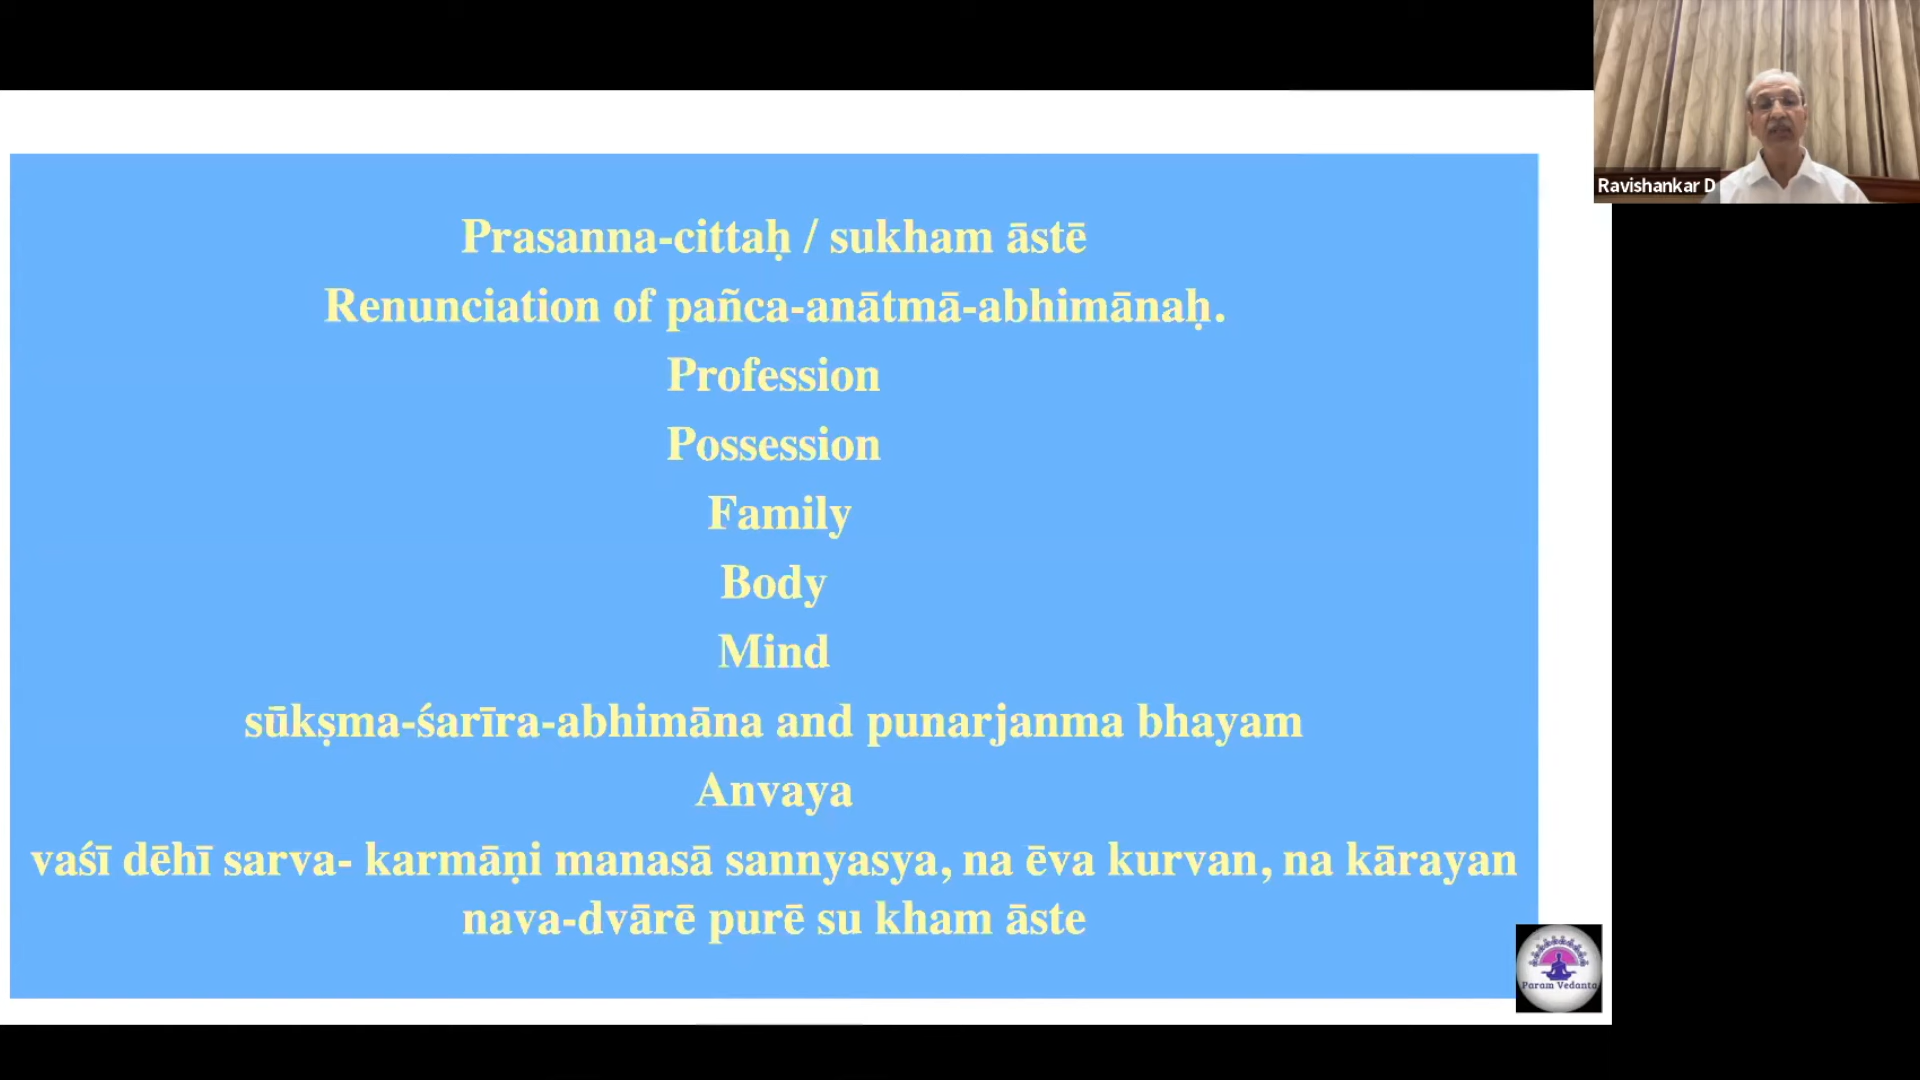 Prasanna-cittaḥ / sukham āstē
Renunciation of pañca-anātmā-abhimānaḥ.
Profession
Possession
Family
Body
Mind
sūkṣma-śarīra-abhimāna and punarjanma bhayam
Anvaya
vaśī dēhī sarva- karmāṇi manasā sannyasya, na ēva kurvan, na kārayan
nava-dvārē purē su kham āste
Ravishankar D
Param Vedanta